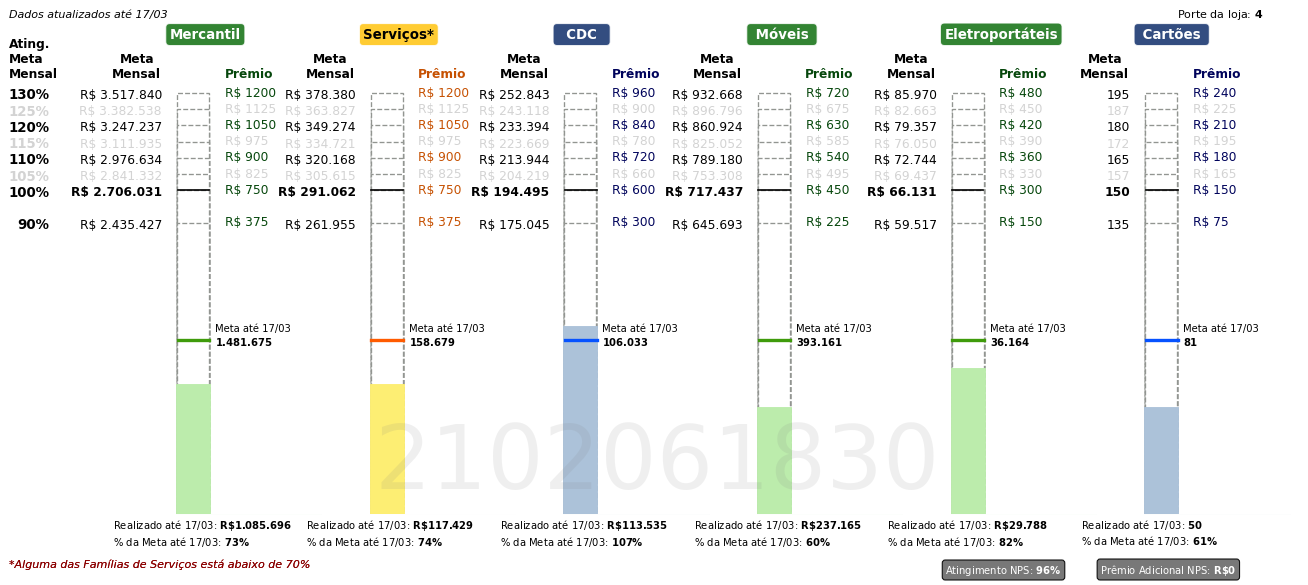 Dados atualizados até 17/03
Porte da loja: 4
Mercantil Serviços* CDC Móveis Eletroportáteis Cartões
Ating. Meta Mensal
Meta Mensal Prêmio Meta Mensal Prêmio Meta Mensal Prêmio Meta Mensal Prêmio Meta Mensal Prêmio Meta Mensal Prêmio
130% R$ 3.517.840 R$ 1200 R$ 378.380 R$ 1200 R$ 252.843 R$ 960 R$ 932.668 R$ 720 R$ 85.970 R$ 480 195 R$ 240
125% R$ 3.382.538 R$ 1125 R$ 363.827 R$ 1125 R$ 243.118 R$ 900 R$ 896.796 R$ 675 R$ 82.663 R$ 450 187 R$ 225
120% R$ 3.247.237 R$ 1050 R$ 349.274 R$ 1050 R$ 233.394 R$ 840 R$ 860.924 R$ 630 R$ 79.357 R$ 420 180 R$ 210
115% R$ 3.111.935 R$ 975 R$ 334.721 R$ 975 R$ 223.669 R$ 780 R$ 825.052 R$ 585 R$ 76.050 R$ 390 172 R$ 195
110% R$ 2.976.634 R$ 900 R$ 320.168 R$ 900 R$ 213.944 R$ 720 R$ 789.180 R$ 540 R$ 72.744 R$ 360 165 R$ 180
105% R$ 2.841.332 R$ 825 R$ 305.615 R$ 825 R$ 204.219 R$ 660 R$ 753.308 R$ 495 R$ 69.437 R$ 330 157 R$ 165
100% R$ 2.706.031 R$ 750 R$ 291.062 R$ 750 R$ 194.495 R$ 600 R$ 717.437 R$ 450 R$ 66.131 R$ 300 150 R$ 150
90% R$ 2.435.427 R$ 375 R$ 261.955 R$ 375 R$ 175.045 R$ 300 R$ 645.693 R$ 225 R$ 59.517 R$ 150 135 R$ 75
Meta até 17/03 Meta até 17/03 Meta até 17/03 Meta até 17/03 Meta até 17/03 Meta até 17/03
1.481.675 158.679 106.033 393.161 36.164 81
2102061830
Realizado até 17/03: R$1.085.696 Realizado até 17/03: R$117.429 Realizado até 17/03: R$113.535 Realizado até 17/03: R$237.165 Realizado até 17/03: R$29.788 Realizado até 17/03: 50
% da Meta até 17/03: 73% % da Meta até 17/03: 74% % da Meta até 17/03: 107% % da Meta até 17/03: 60% % da Meta até 17/03: 82% % da Meta até 17/03: 61%
*Alguma das Famílias de Serviços está abaixo de 70%
Atingimento NPS: 96% Prêmio Adicional NPS: R$0